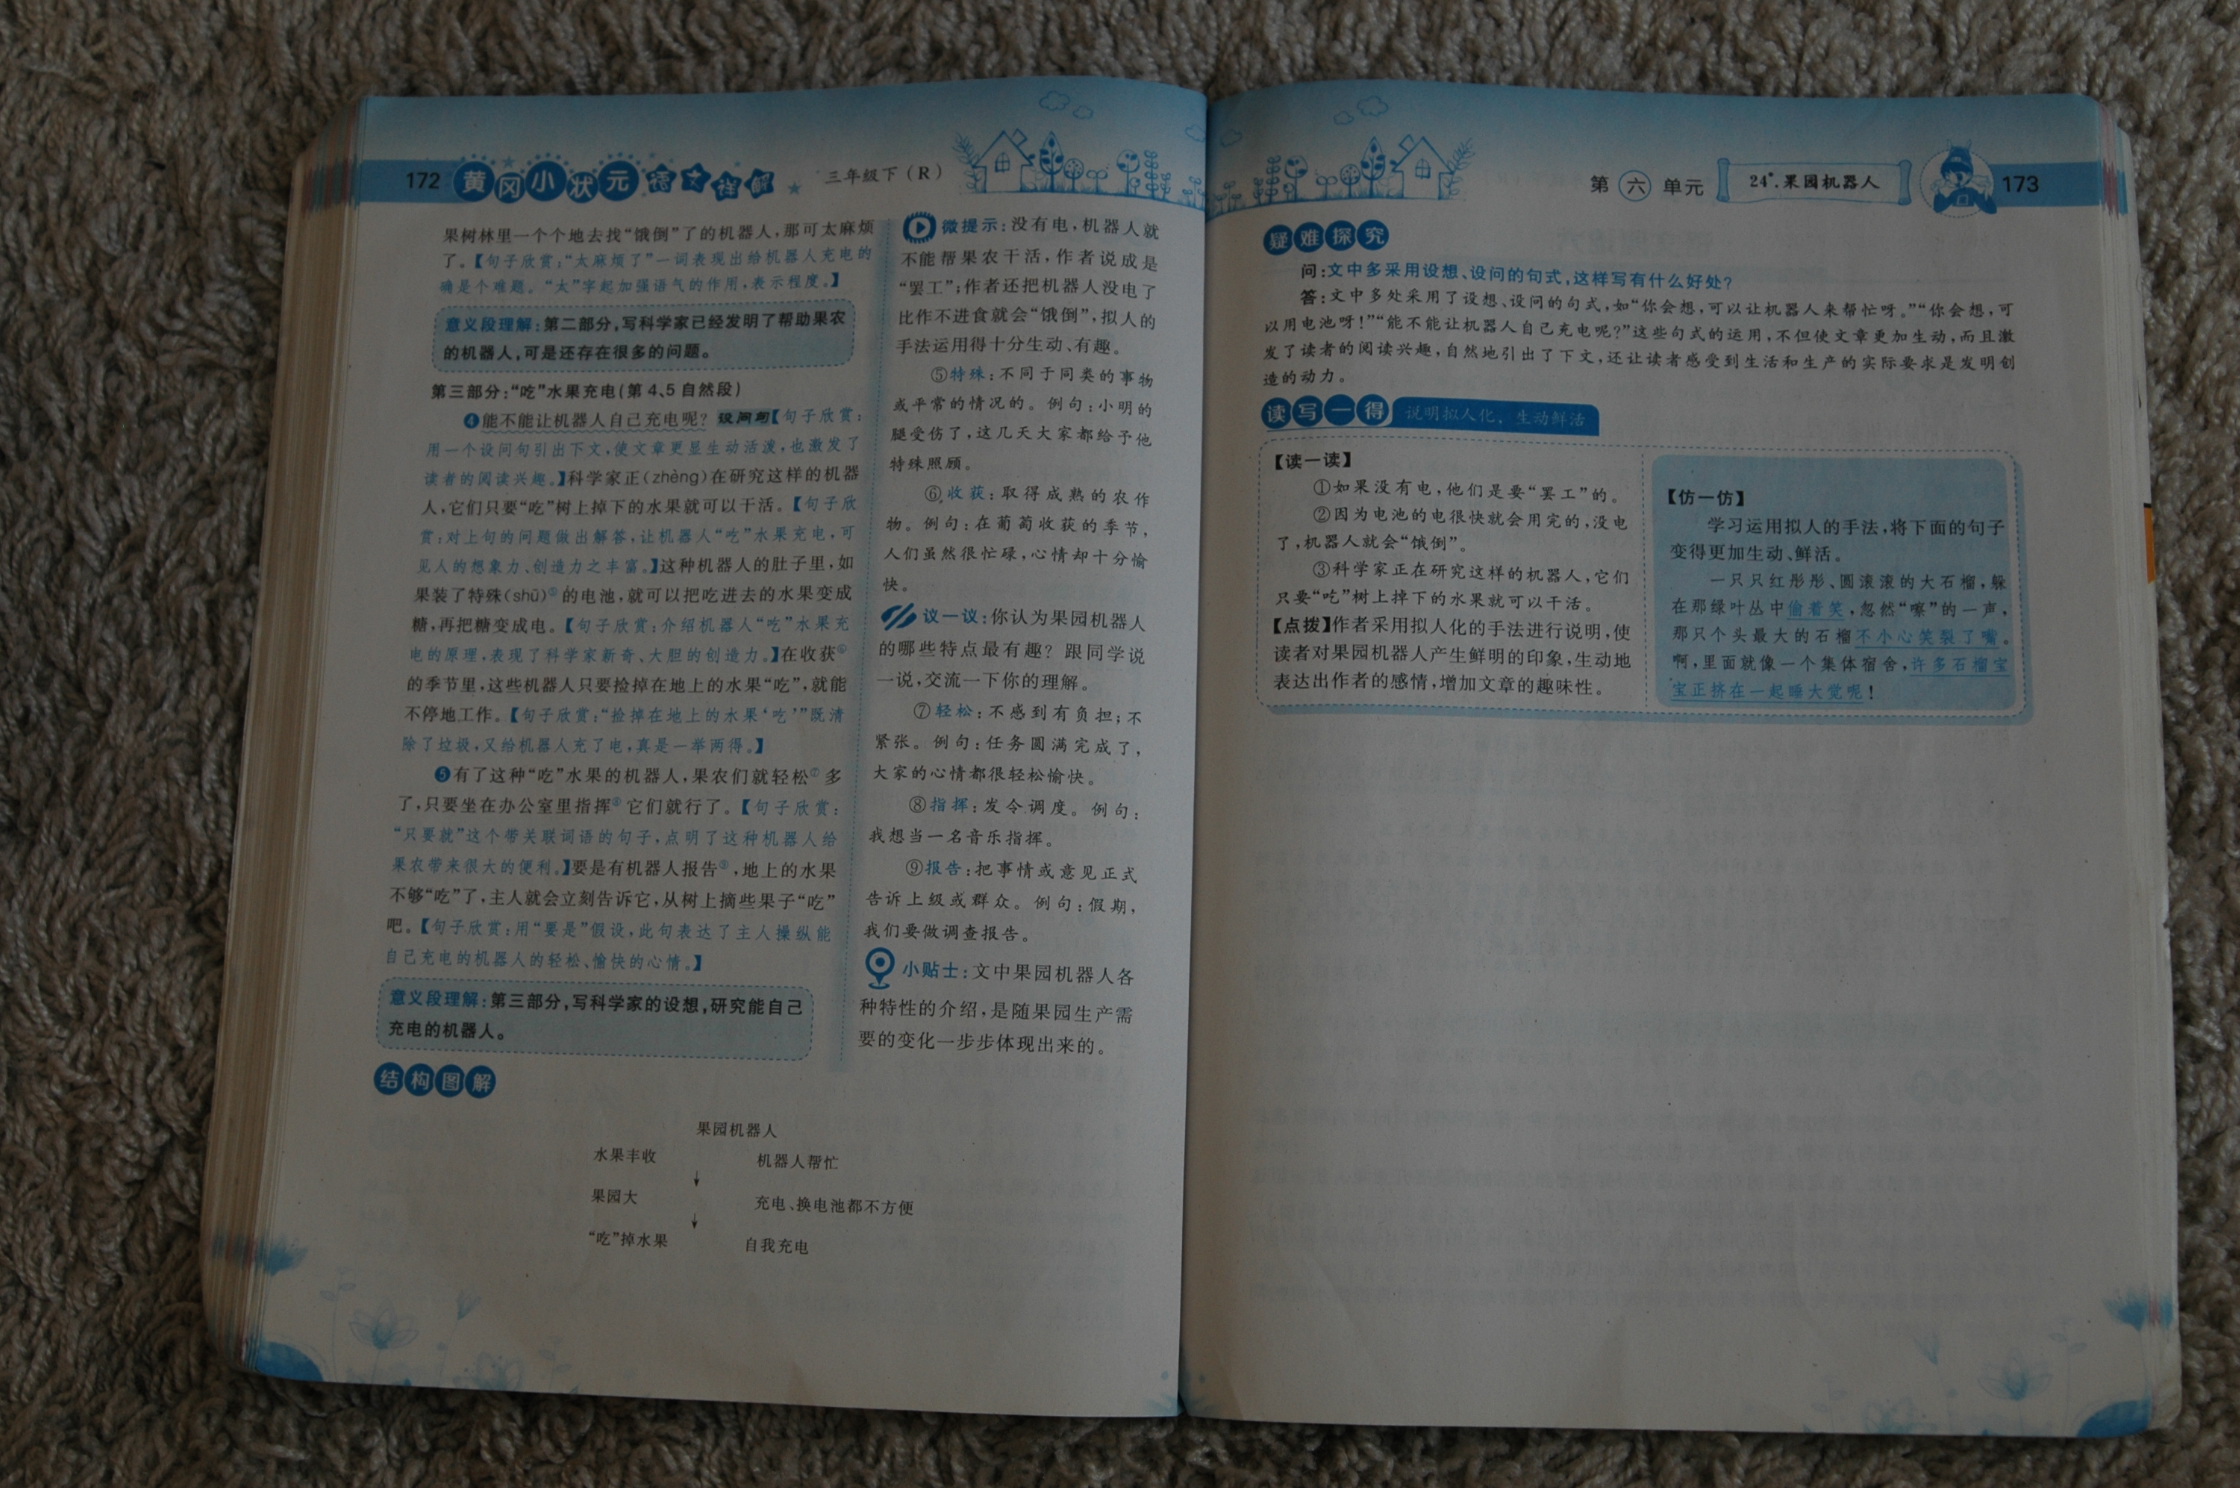 172 黄冈小状元 语文详解 三年级下(R)
果树林里一个个地去找“饿倒”了的机器人,那可太麻烦
了。【句子欣赏:“太麻烦了”一词表现出给机器人充电的
确是个难题。“太”字起加强语气的作用,表示程度。】
意义段理解:第二部分,写科学家已经发明了帮助果农
的机器人,可是还存在很多的问题。
第三部分:“吃”水果充电(第4、5自然段)
❹能不能让机器人自己充电呢?【句子欣赏:
用一个设问句引出下文,使文章更显生动活泼,也激发了
读者的阅读兴趣。】科学家正(zhèng)在研究这样的机器
人,它们只要“吃”树上掉下的水果就可以干活。【句子欣
赏:对上句的问题做出解答,让机器人“吃”水果充电,可
见人的想象力、创造力之丰富。】这种机器人的肚子里,如
果装了特殊(shū)⑤的电池,就可以把吃进去的水果变成
糖,再把糖变成电。【句子欣赏:介绍机器人“吃”水果充
电的原理,表现了科学家新奇、大胆的创造力。】在收获⑥
的季节里,这些机器人只要捡掉在地上的水果“吃”,就能
不停地工作。【句子欣赏:“捡掉在地上的水果‘吃’”既清
除了垃圾又给机器人充了电,真是一举两得。】
❺有了这种“吃”水果的机器人,果农们就轻松⑦多
了,只要坐在办公室里指挥⑧它们就行了。【句子欣赏:
“只要就”这个带关联词语的句子,点明了这种机器人给
果农带来很大的便利。】要是有机器人报告⑨,地上的水果
不够“吃”了,主人就会立刻告诉它,从树上摘些果子“吃”
吧。【句子欣赏:用“要是”假设,此句表达了主人操纵能
自己充电的机器人的轻松、愉快的心情。】
意义段理解:第三部分,写科学家的设想,研究能自己
充电的机器人。
微提示:没有电,机器人就
不能帮果农干活,作者说成是
“罢工”;作者还把机器人没电了
比作不进食就会“饿倒”;拟人的
手法运用得十分生动、有趣。
⑤特殊:不同于同类的事物
或平常的情况的。例句:小明的
腿受伤了,这几天大家都给予他
特殊照顾。
⑥收获:取得成熟的农作
物。例句:在葡萄收获的季节,
人们虽然很忙碌,心情却十分愉
快。
议一议:你认为果园机器人
的哪些特点最有趣?跟同学说
一说,交流一下你的理解。
⑦轻松:不感到有负担;不
紧张。例句:任务圆满完成了,
大家的心情都很轻松愉快。
⑧指挥:发令调度。例句:
我想当一名音乐指挥。
⑨报告:把事情或意见正式
告诉上级或群众。例句:假期,
我们要做调查报告。
小贴士:文中果园机器人各
种特性的介绍,是随果园生产需
要的变化一步步体现出来的。
结构图解
果园机器人
水果丰收 机器人帮忙
↓
果园大 充电、换电池都不方便
↓
“吃”掉水果 自我充电
第六单元 24*.果园机器人 173
疑难探究
问:文中多采用设想、设问的句式,这样写有什么好处?
答:文中多处采用了设想、设问的句式,如“你会想,可以让机器人来帮忙呀。”“你会想,可
以用电池呀!”“能不能让机器人自己充电呢?”这些句式的运用,不但使文章更加生动,而且激
发了读者的阅读兴趣,自然地引出了下文,还让读者感受到生活和生产的实际要求是发明创
造的动力。
读写一得 说明拟人化,生动鲜活
【读一读】
①如果没有电,他们是要“罢工”的。
②因为电池的电很快就会用完的,没电
了,机器人就会“饿倒”。
③科学家正在研究这样的机器人,它们
只要“吃”树上掉下的水果就可以干活。
【点拨】作者采用拟人化的手法进行说明,使
读者对果园机器人产生鲜明的印象,生动地
表达出作者的感情,增加文章的趣味性。
【仿一仿】
学习运用拟人的手法,将下面的句子
变得更加生动、鲜活。
一只只红彤彤、圆滚滚的大石榴,躲
在那绿叶丛中偷着笑,忽然“嚓”的一声,
那只个头最大的石榴不小心笑裂了嘴。
啊,里面就像一个集体宿舍,许多石榴宝
宝正挤在一起睡大觉呢!